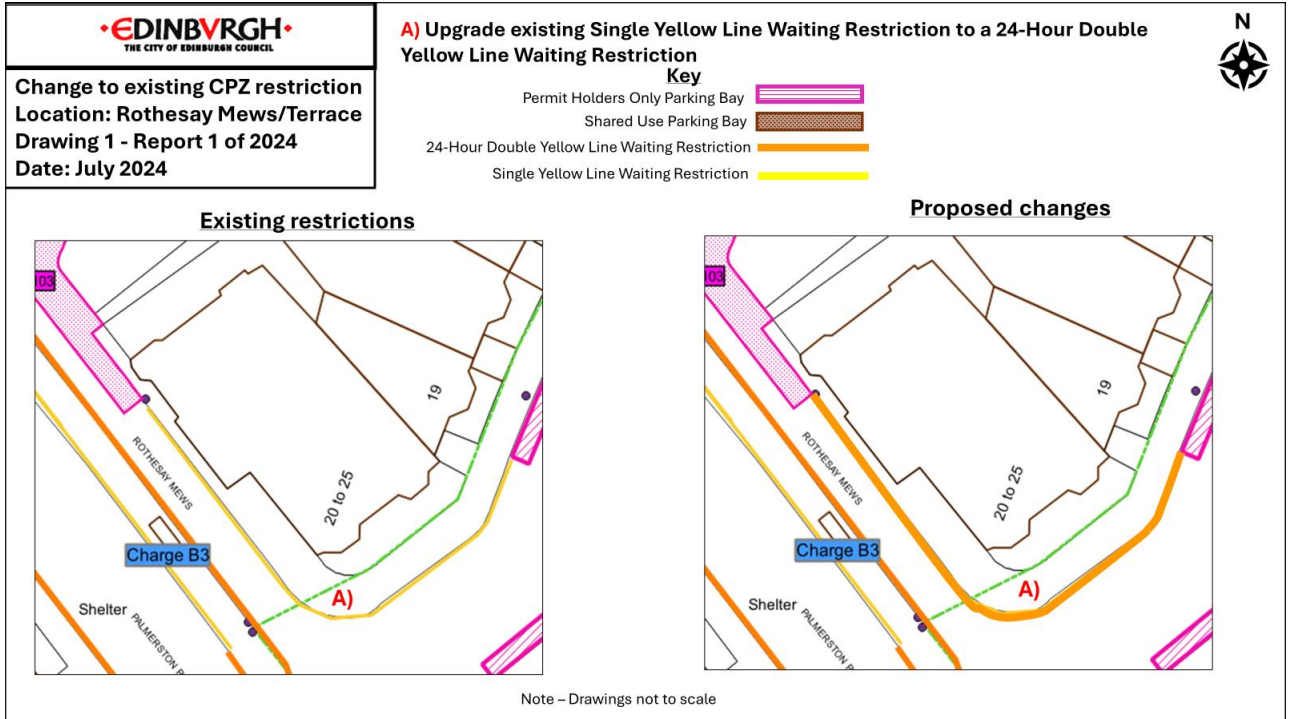 EDINBVRGH
THE CITY OF EDINBURGH COUNCIL
Change to existing CPZ restriction
Location: Rothesay Mews/Terrace
Drawing 1 - Report 1 of 2024
Date: July 2024
A) Upgrade existing Single Yellow Line Waiting Restriction to a 24-Hour Double
Yellow Line Waiting Restriction
Key
Permit Holders Only Parking Bay
Shared Use Parking Bay
24-Hour Double Yellow Line Waiting Restriction
Single Yellow Line Waiting Restriction
N
Existing restrictions
03
19
ROTHESAY MEWS
20 to 25
Charge B3
A)
Shelter
PALMERSTON P
Proposed changes
03
19
ROTHESAY MEWS
20 to 25
Charge B3
A)
Shelter
PALMERSTON P
Note – Drawings not to scale